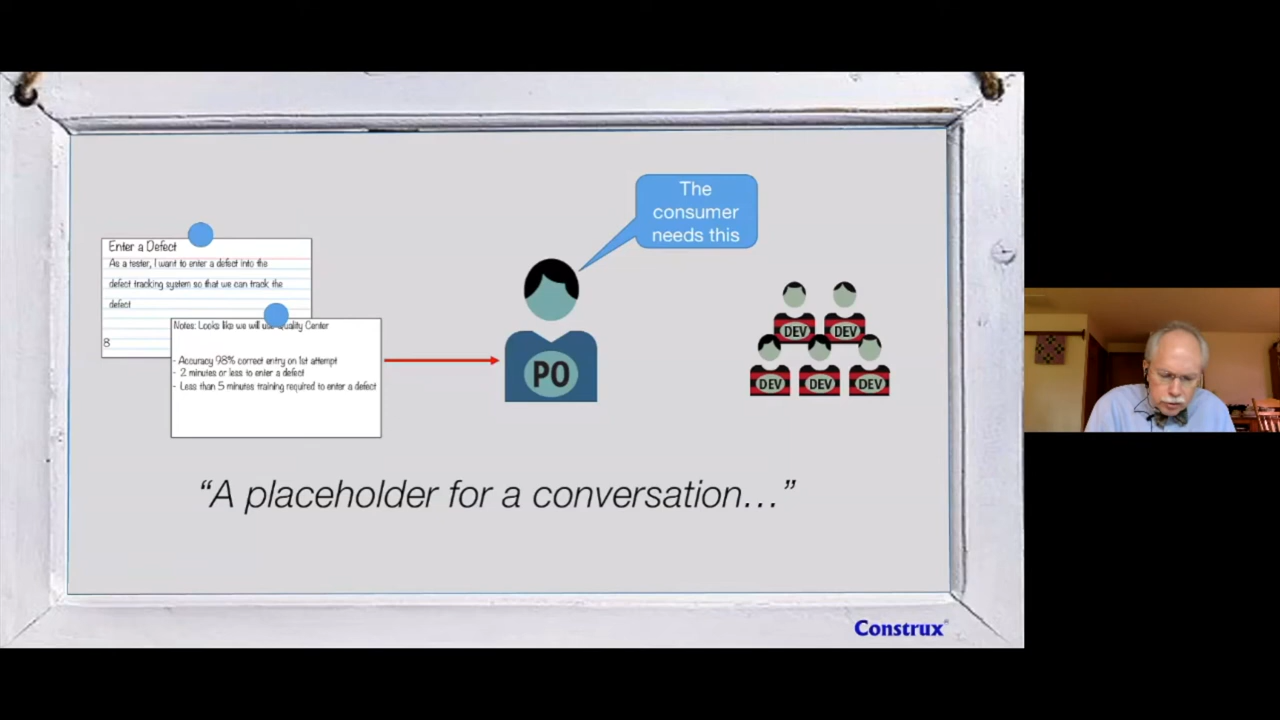 Enter a Defect
As a tester, I want to enter a defect into the
defect tracking system so that we can track the
defect
8
Notes: Looks like we will use Quality Center
- Accuracy 98% correct entry on 1st attempt
- 2 minutes or less to enter a defect
- Less than 5 minutes training required to enter a defect
The
consumer
needs this
PO
DEV DEV
DEV DEV DEV
“A placeholder for a conversation…”
Construx